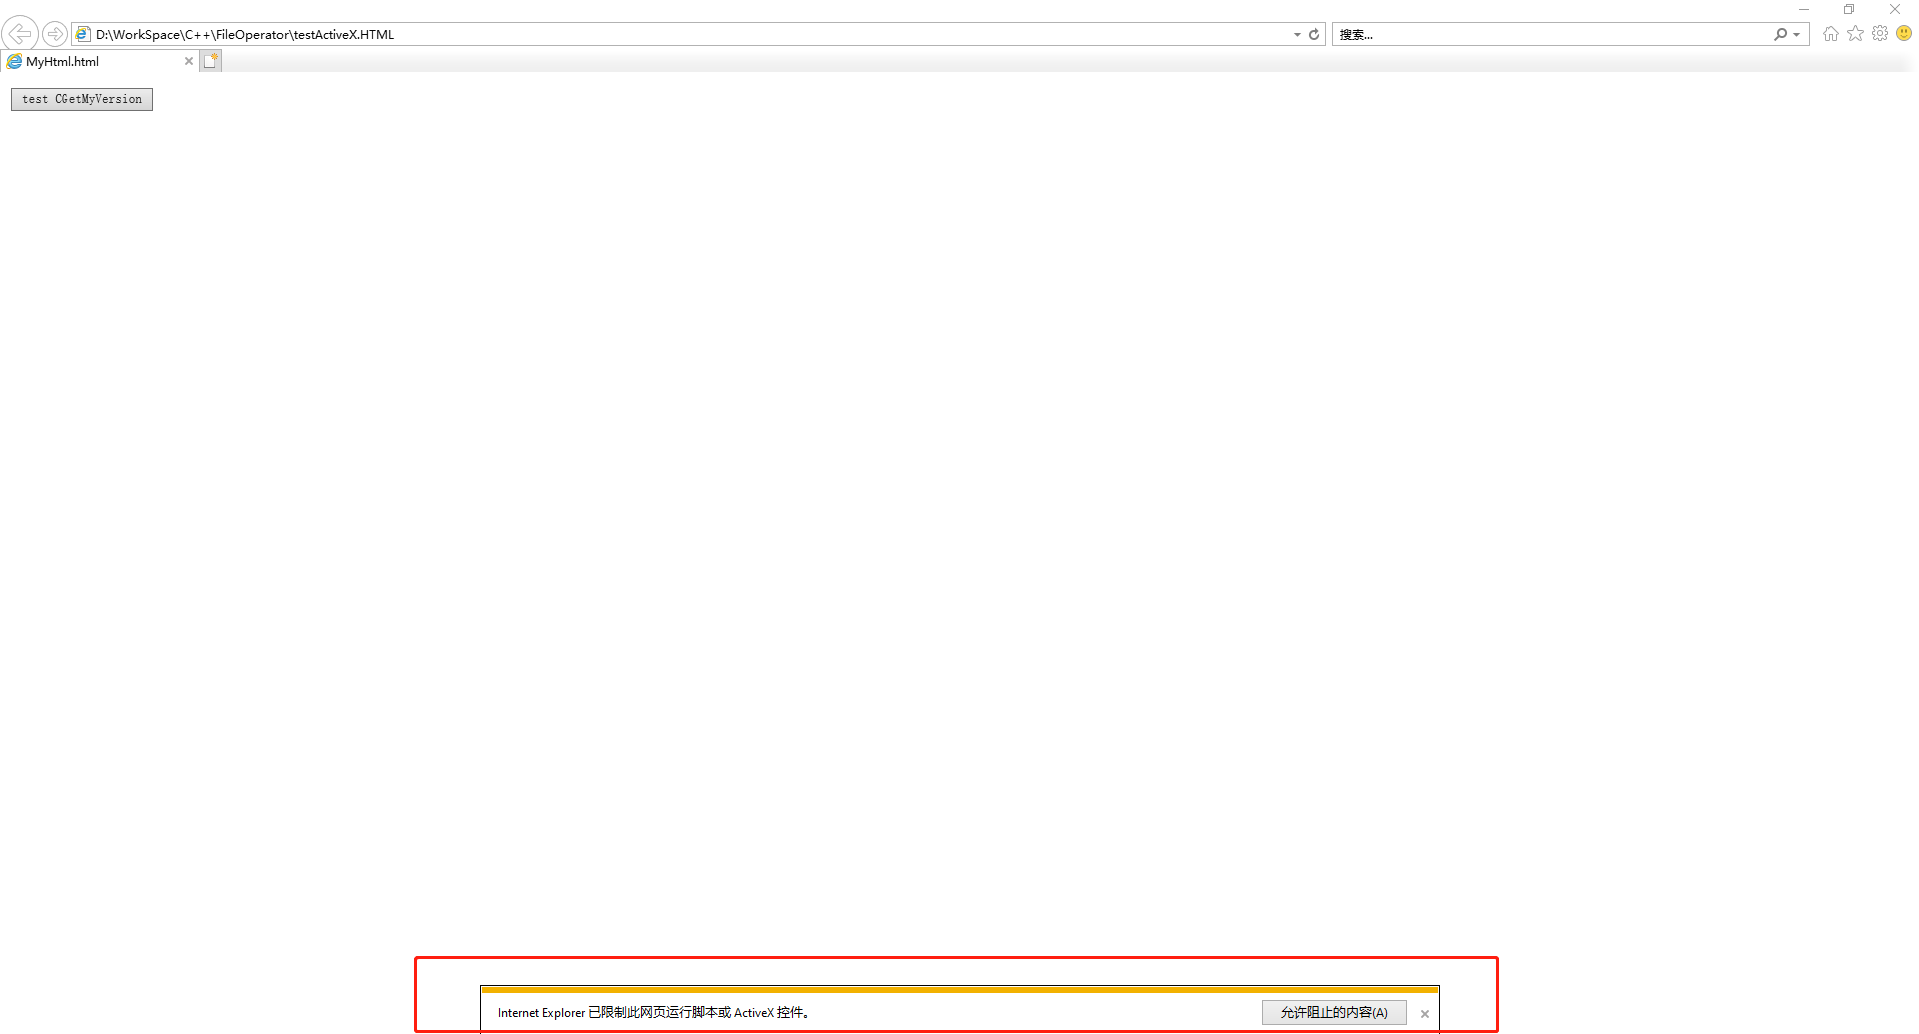 D:\WorkSpace\C++\FileOperator\testActiveX.HTML
搜索...
MyHtml.html
test CGetMyVersion
Internet Explorer 已限制此网页运行脚本或 ActiveX 控件。
允许阻止的内容(A)